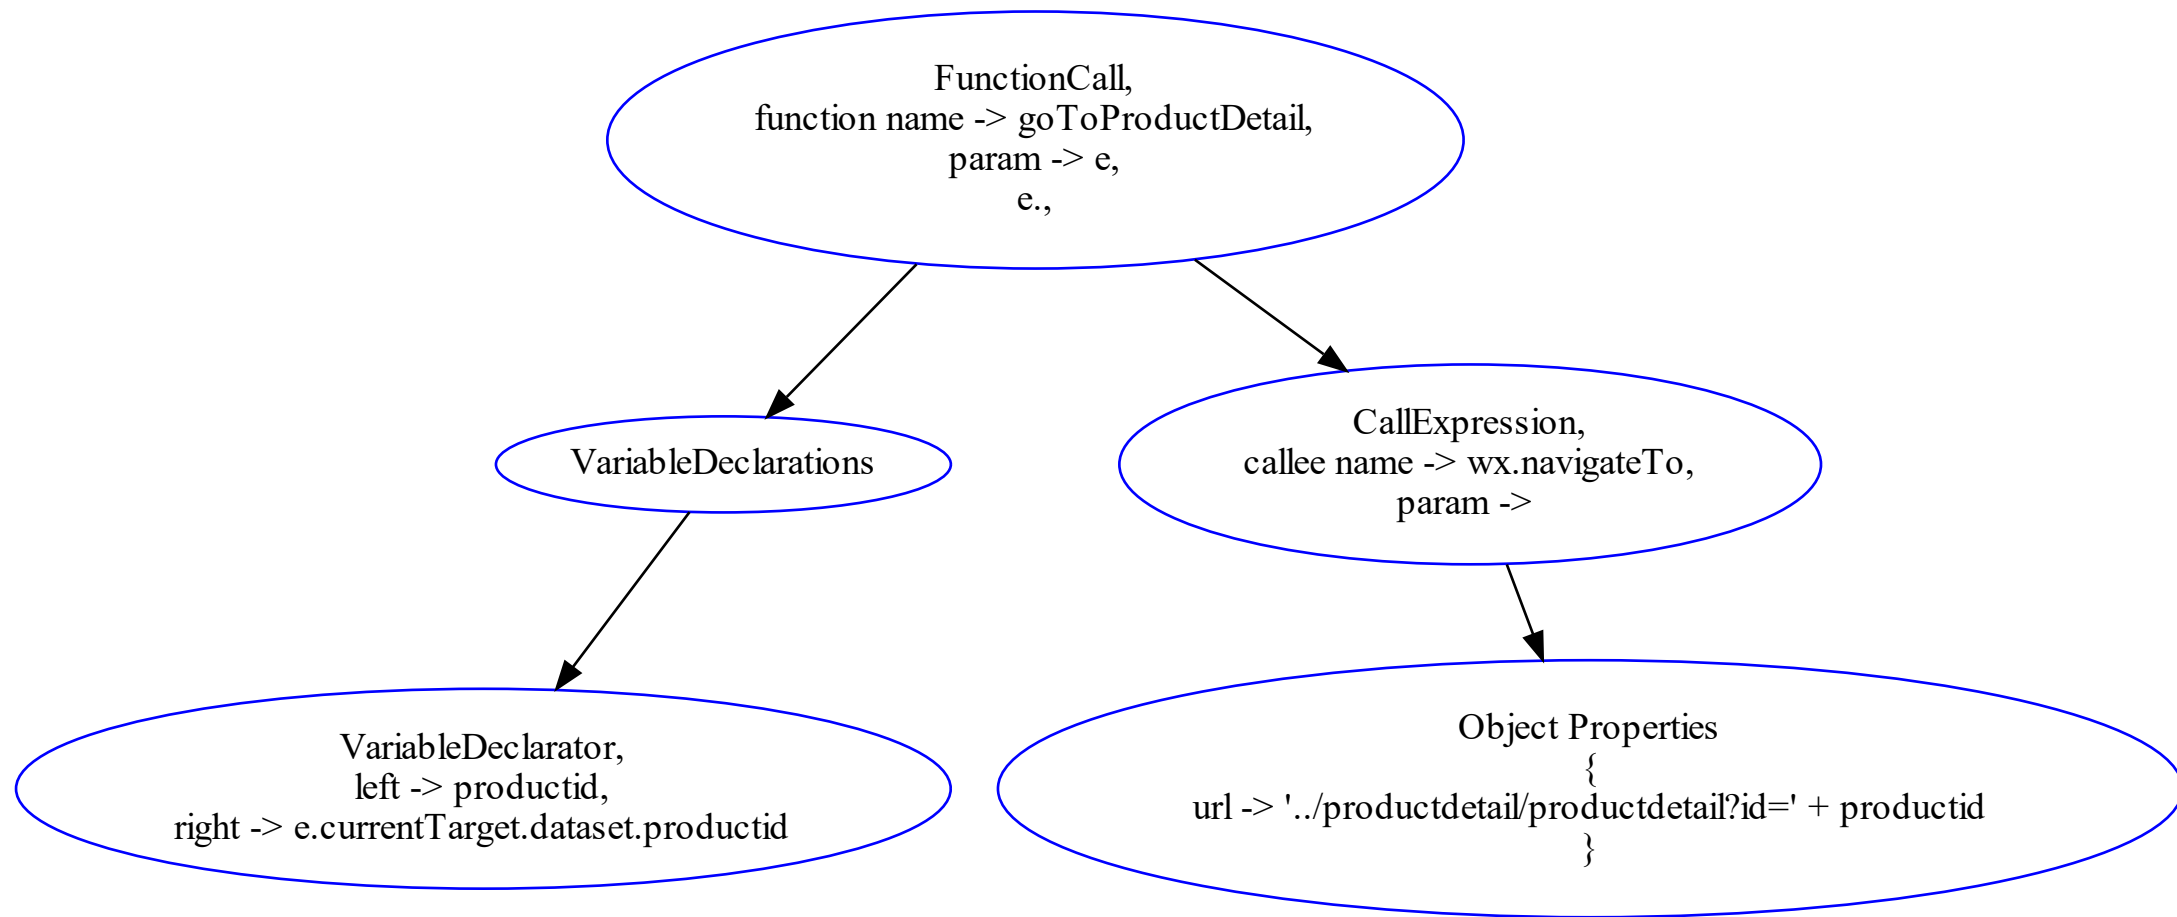 FunctionCall,
function name -> goToProductDetail,
param -> e,
e.,
VariableDeclarations
CallExpression,
callee name -> wx.navigateTo,
param ->
VariableDeclarator,
left -> productid,
right -> e.currentTarget.dataset.productid
Object Properties
{
url -> '../productdetail/productdetail?id=' + productid
}